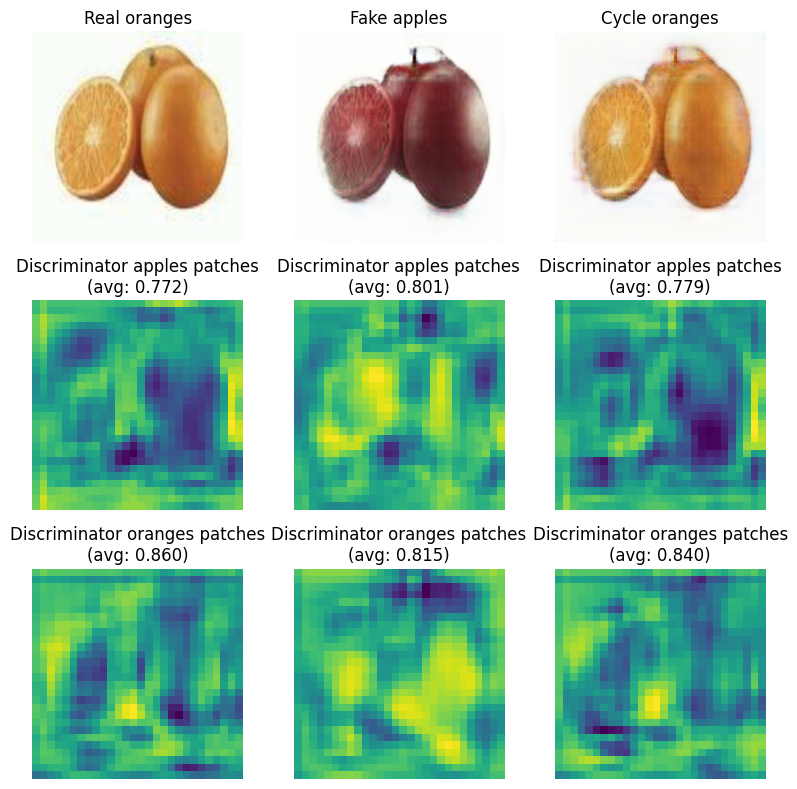 Real oranges
Fake apples
Cycle oranges
Discriminator apples patches
(avg: 0.772)
Discriminator apples patches
(avg: 0.801)
Discriminator apples patches
(avg: 0.779)
Discriminator oranges patches
(avg: 0.860)
Discriminator oranges patches
(avg: 0.815)
Discriminator oranges patches
(avg: 0.840)